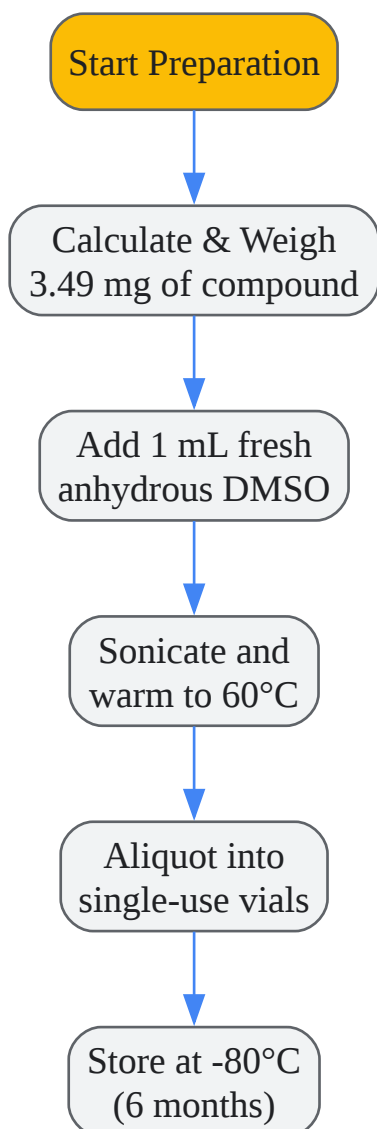 Start Preparation
Calculate & Weigh
3.49 mg of compound
Add 1 mL fresh
anhydrous DMSO
Sonicate and
warm to 60°C
Aliquot into
single-use vials
Store at -80°C
(6 months)